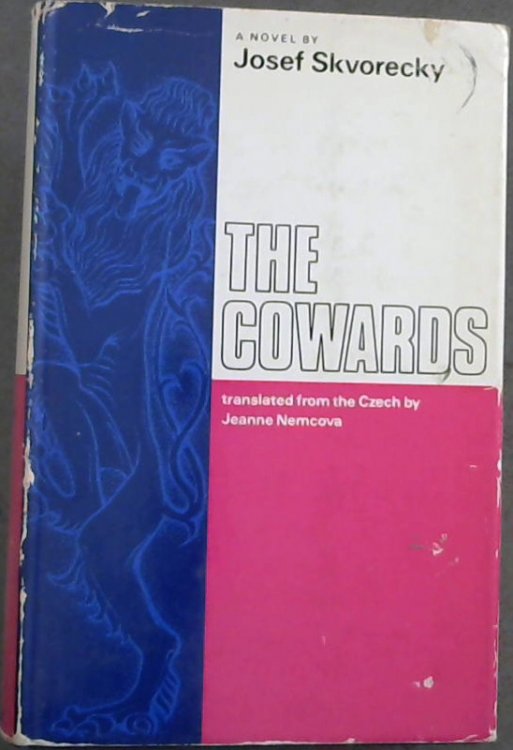 A NOVEL BY
Josef Skvorecky
THE
COWARDS
translated from the Czech by
Jeanne Nemcova